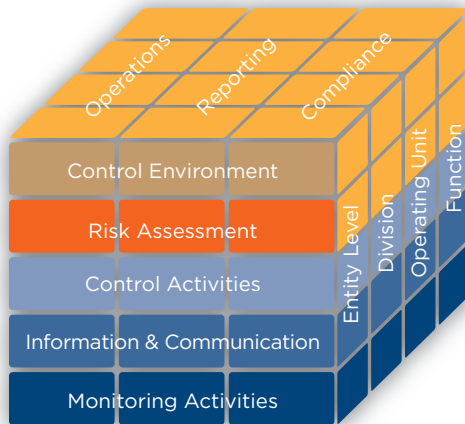 Operations
Reporting
Compliance
Control Environment
Risk Assessment
Control Activities
Information & Communication
Monitoring Activities
Entity Level
Division
Operating Unit
Function